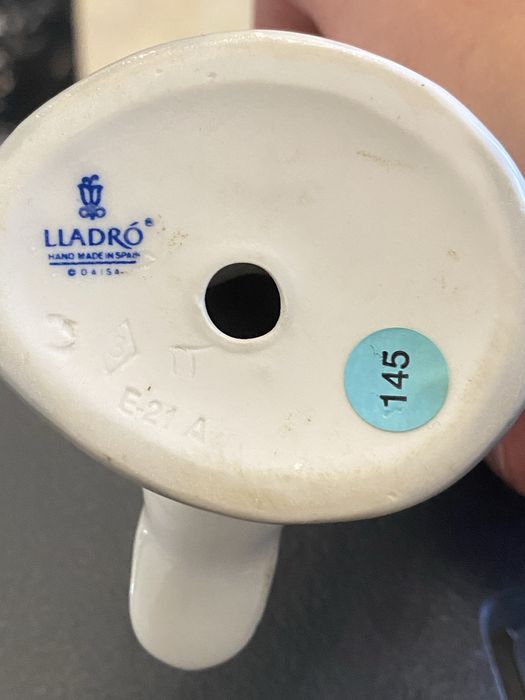 LLADRÓ®
HAND MADE IN SPAIN
© DAISA
145
E-21 A